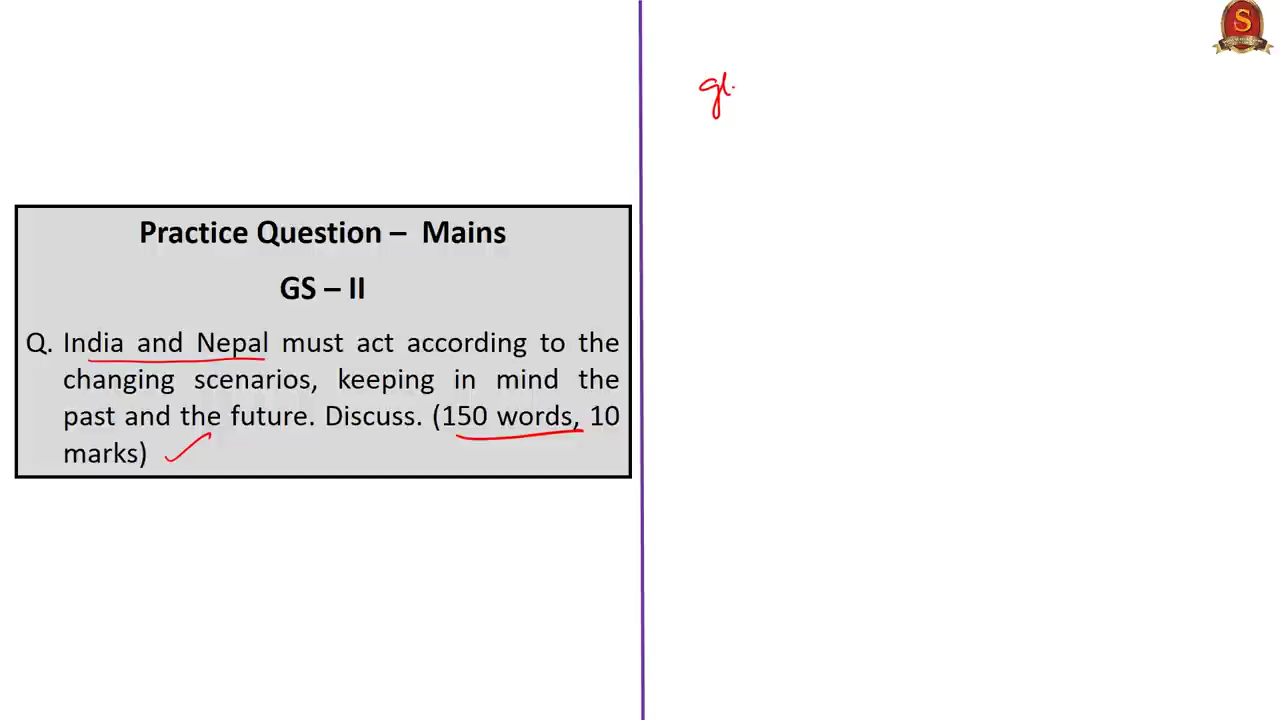 Practice Question – Mains
GS – II
Q. India and Nepal must act according to the
changing scenarios, keeping in mind the
past and the future. Discuss. (150 words, 10
marks)
S